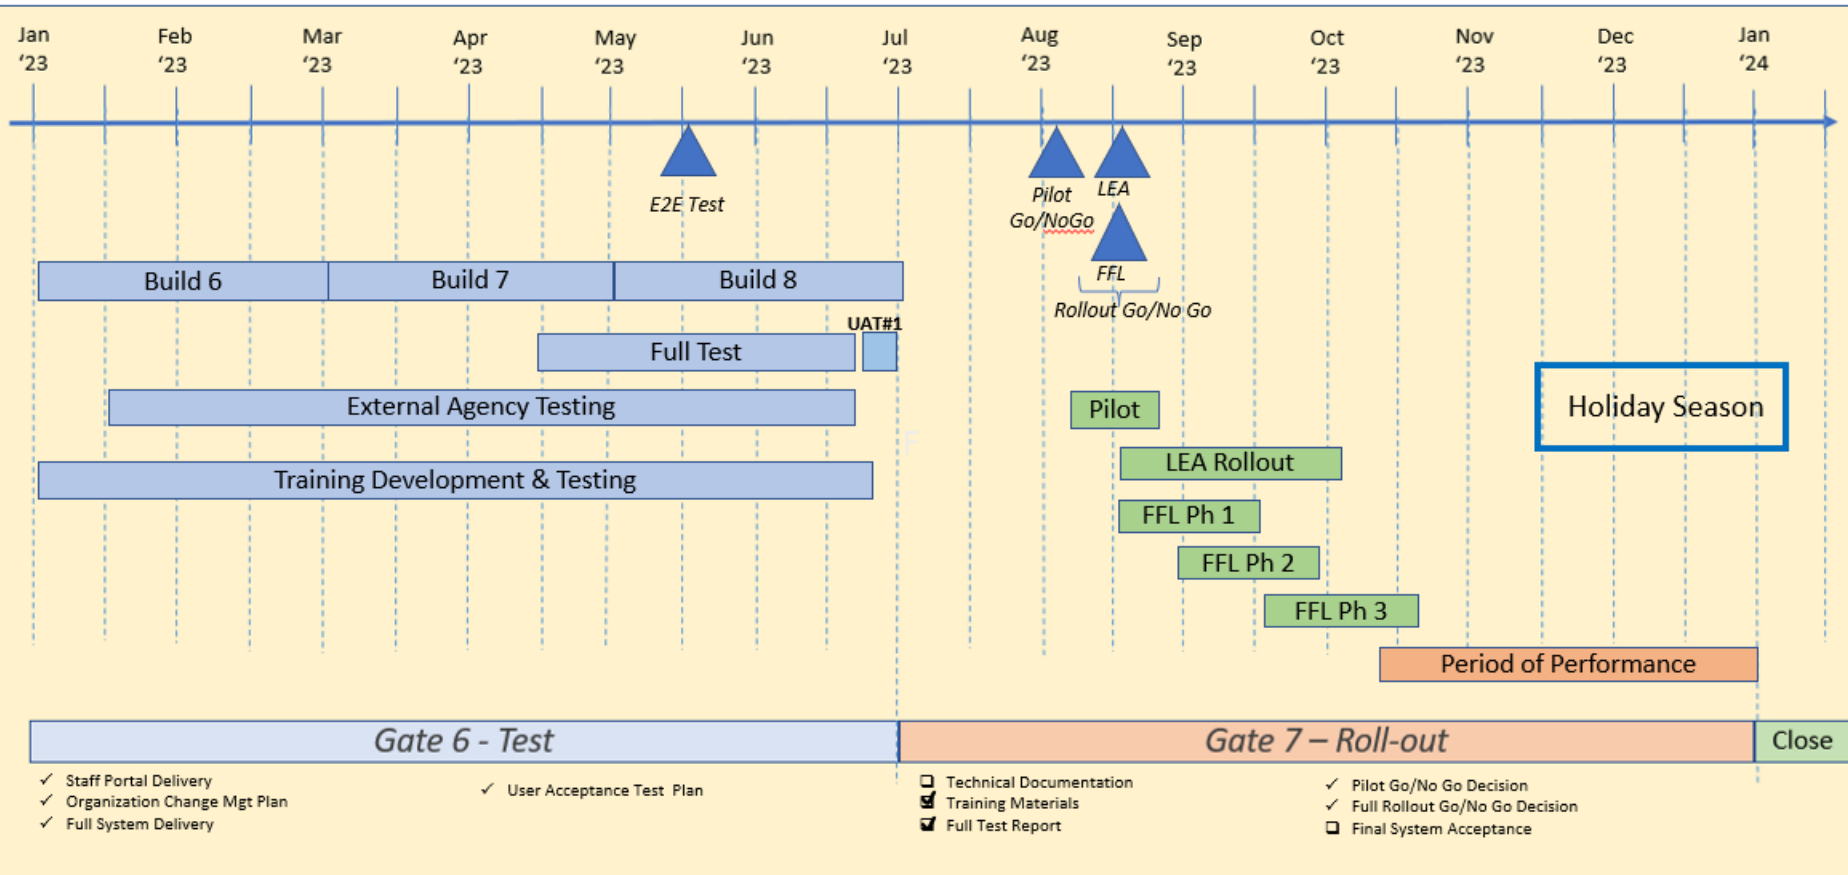 Jan Feb Mar Apr May Jun Jul Aug Sep Oct Nov Dec Jan
‘23 ‘23 ‘23 ‘23 ‘23 ‘23 ‘23 ‘23 ‘23 ‘23 ‘23 ‘23 ‘24
E2E Test
Pilot
Go/NoGo
LEA
FFL
Rollout Go/No Go
Build 6
Build 7
Build 8
UAT#1
Full Test
External Agency Testing
Training Development & Testing
Pilot
LEA Rollout
FFL Ph 1
FFL Ph 2
FFL Ph 3
Holiday Season
Period of Performance
Gate 6 - Test
Gate 7 – Roll-out
Close
✓ Staff Portal Delivery
✓ Organization Change Mgt Plan
✓ Full System Delivery
✓ User Acceptance Test Plan
❑ Technical Documentation
☑ Training Materials
☑ Full Test Report
✓ Pilot Go/No Go Decision
✓ Full Rollout Go/No Go Decision
❑ Final System Acceptance